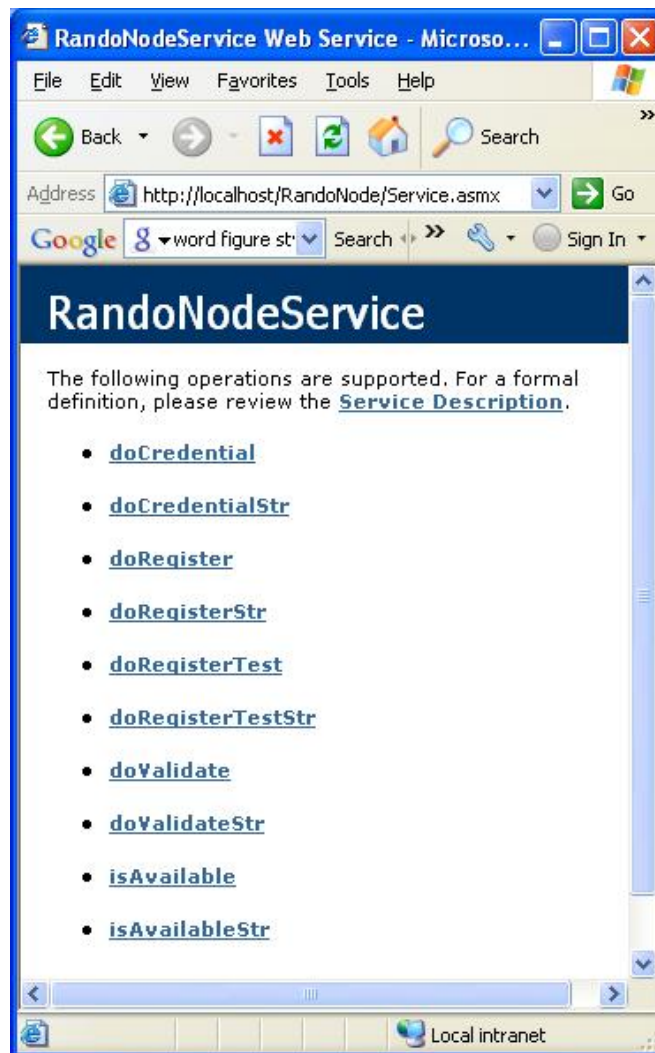 RandoNodeService Web Service - Microso...
File Edit View Favorites Tools Help
Back Search »
Address http://localhost/RandoNode/Service.asmx Go
Google word figure st Search » Sign In
RandoNodeService
The following operations are supported. For a formal
definition, please review the Service Description.
• doCredential
• doCredentialStr
• doRegister
• doRegisterStr
• doRegisterTest
• doRegisterTestStr
• doValidate
• doValidateStr
• isAvailable
• isAvailableStr
Local intranet